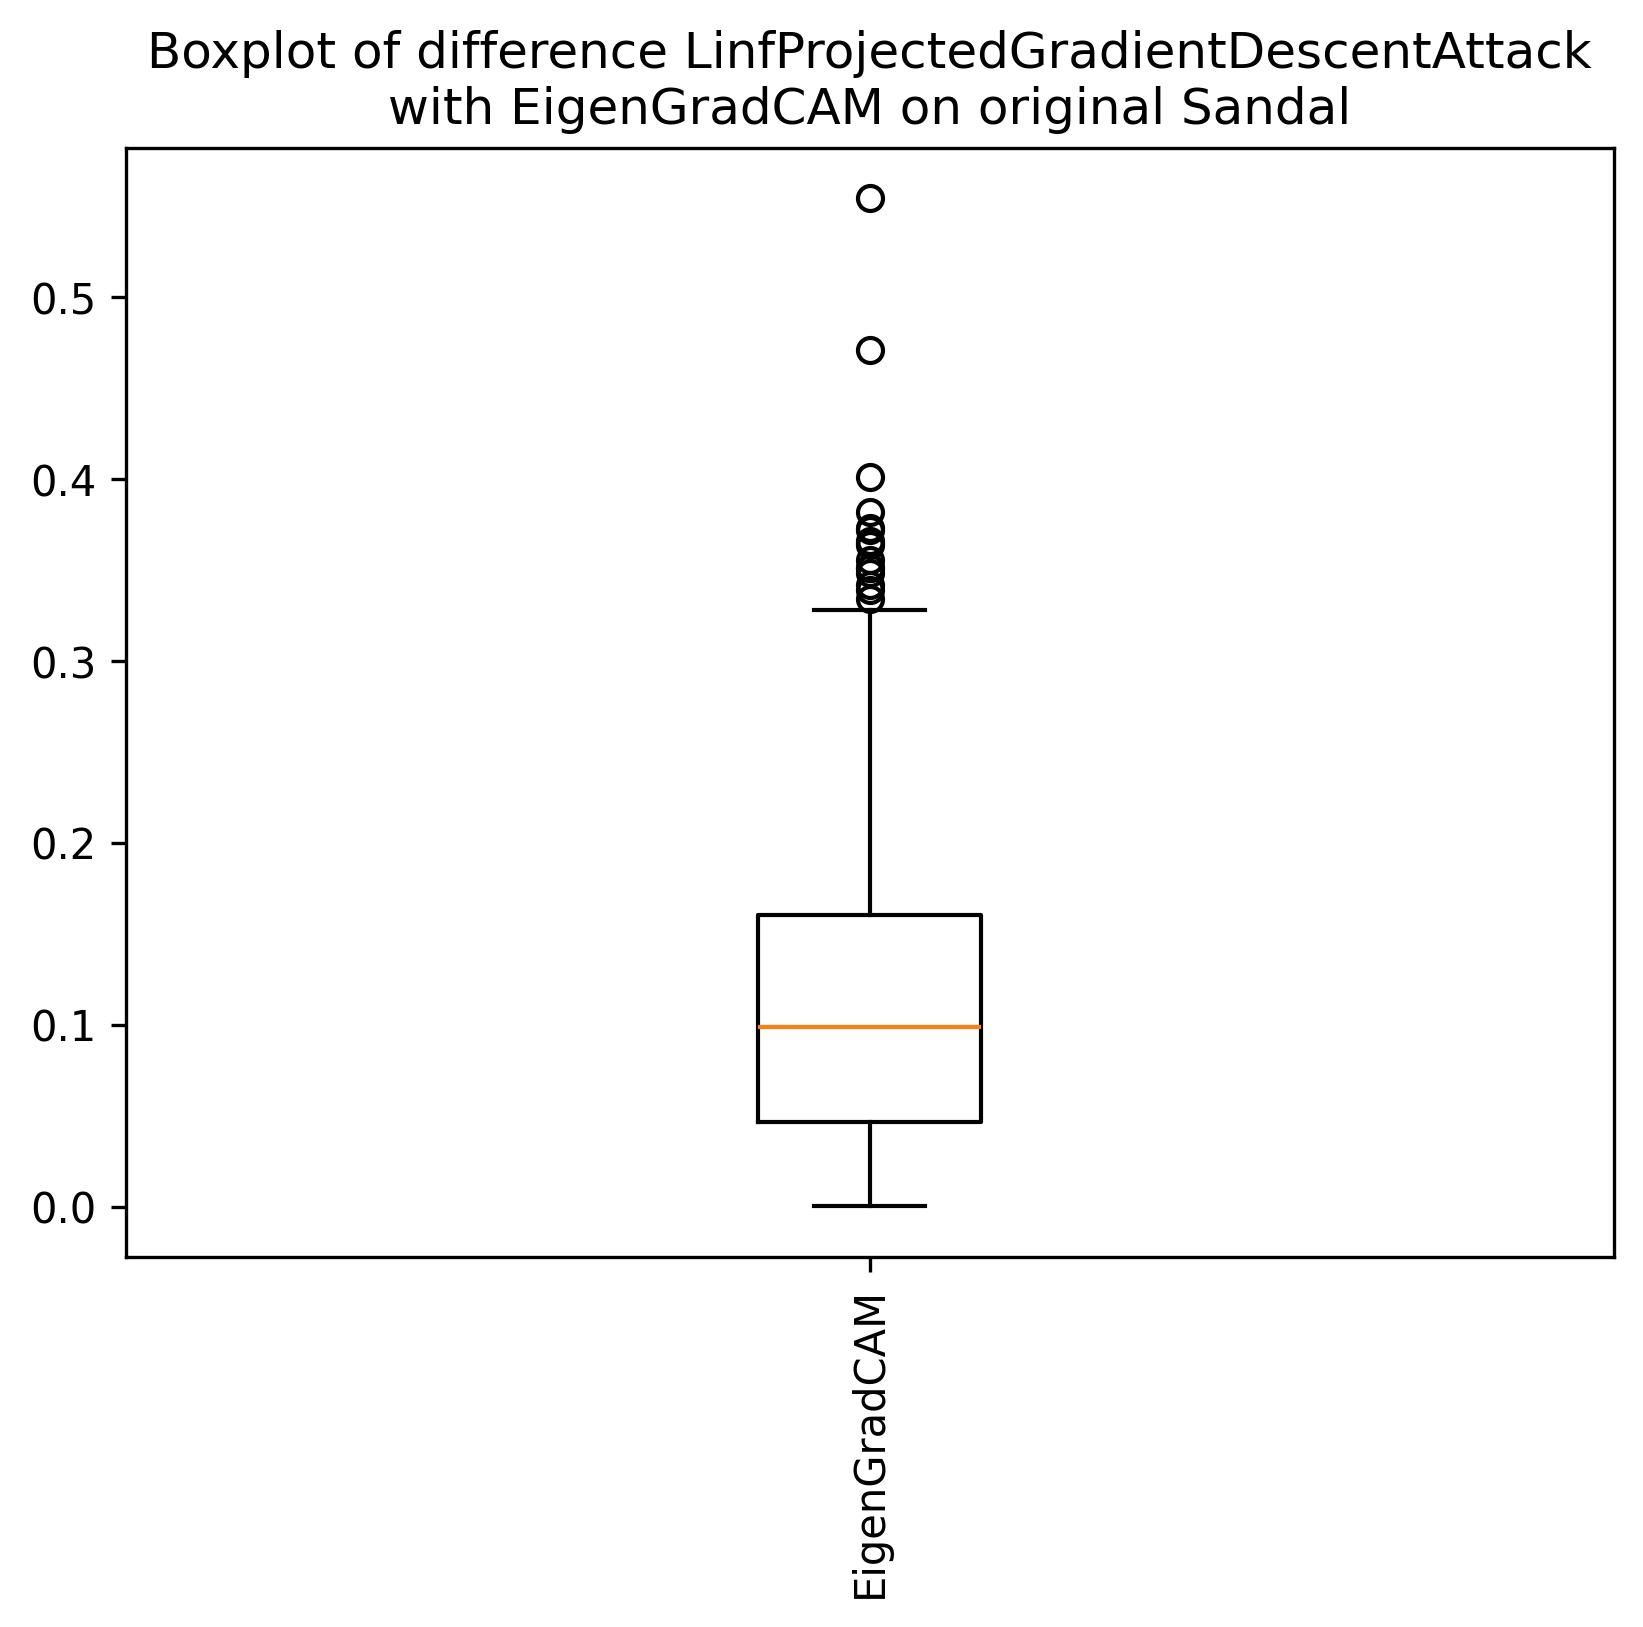 Boxplot of difference LinfProjectedGradientDescentAttack
with EigenGradCAM on original Sandal
0.5
0.4
0.3
0.2
0.1
0.0
EigenGradCAM